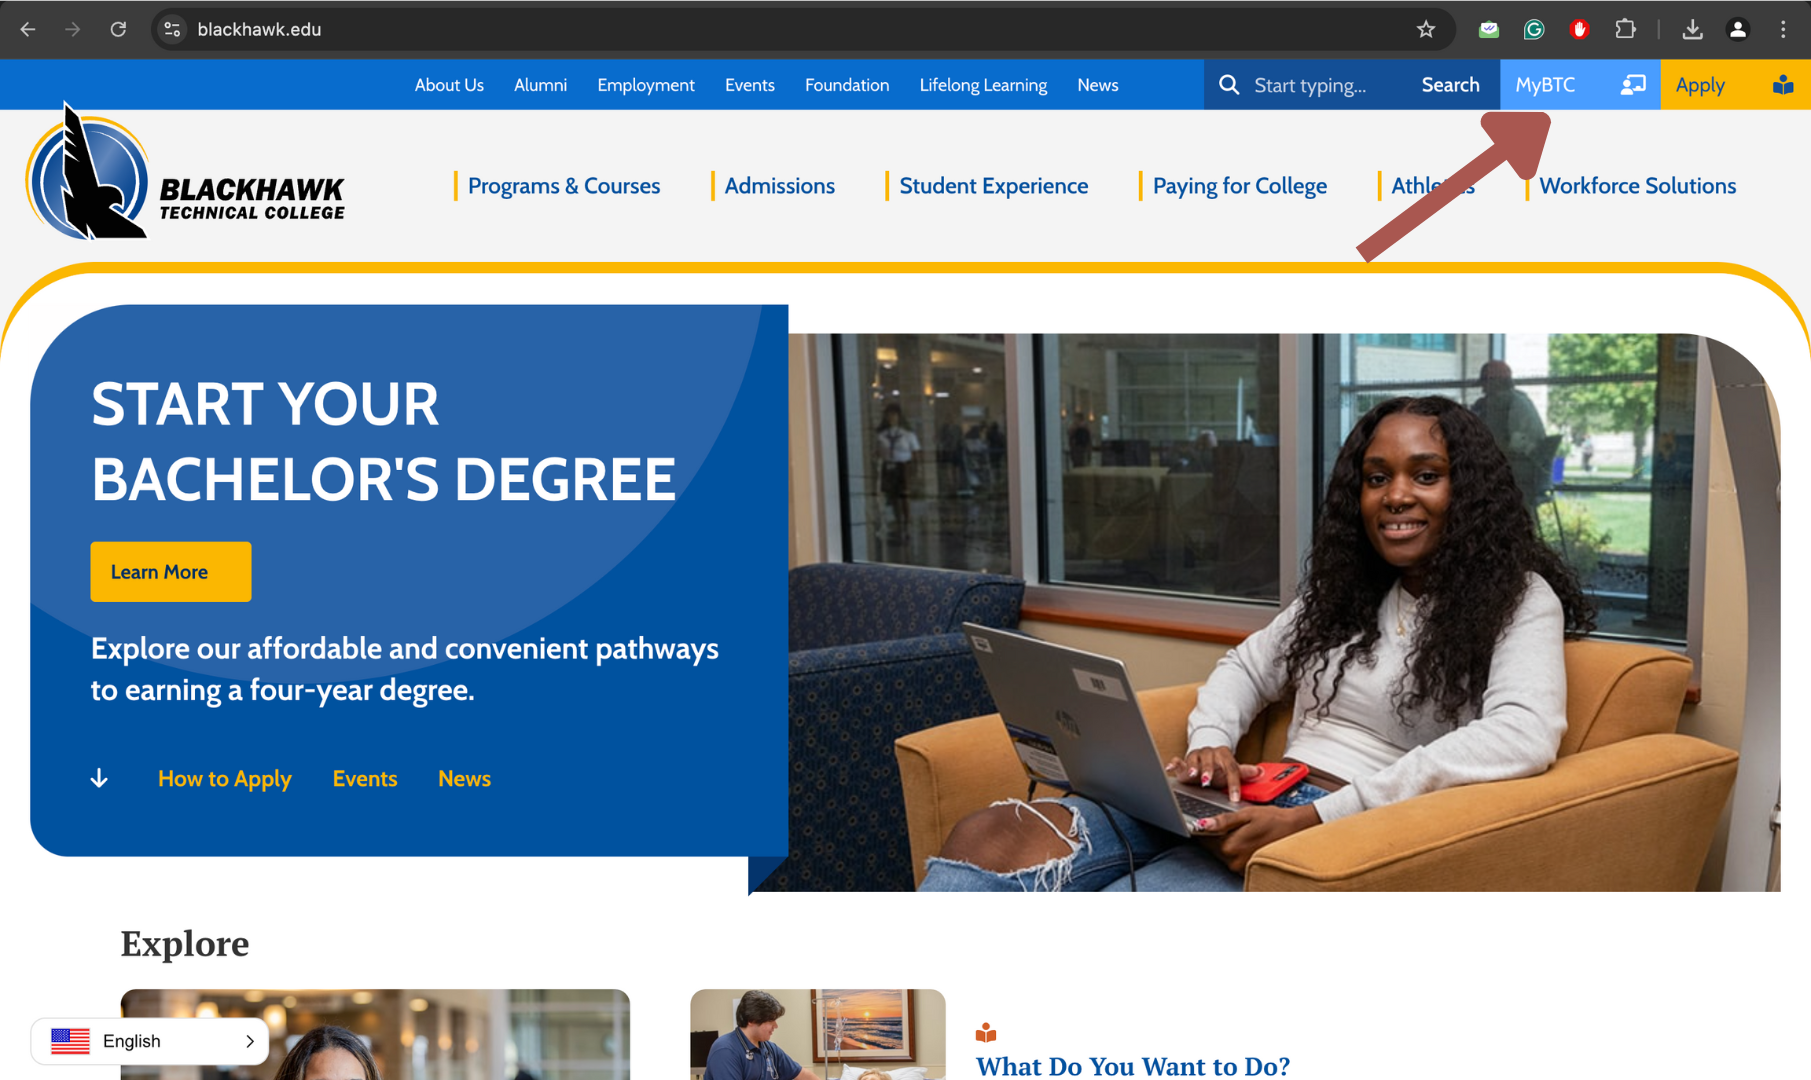 blackhawk.edu
About Us Alumni Employment Events Foundation Lifelong Learning News Start typing... Search MyBTC Apply
BLACKHAWK
TECHNICAL COLLEGE
Programs & Courses Admissions Student Experience Paying for College Workforce Solutions
START YOUR
BACHELOR'S DEGREE
Learn More
Explore our affordable and convenient pathways
to earning a four-year degree.
How to Apply Events News
Explore
English
What Do You Want to Do?